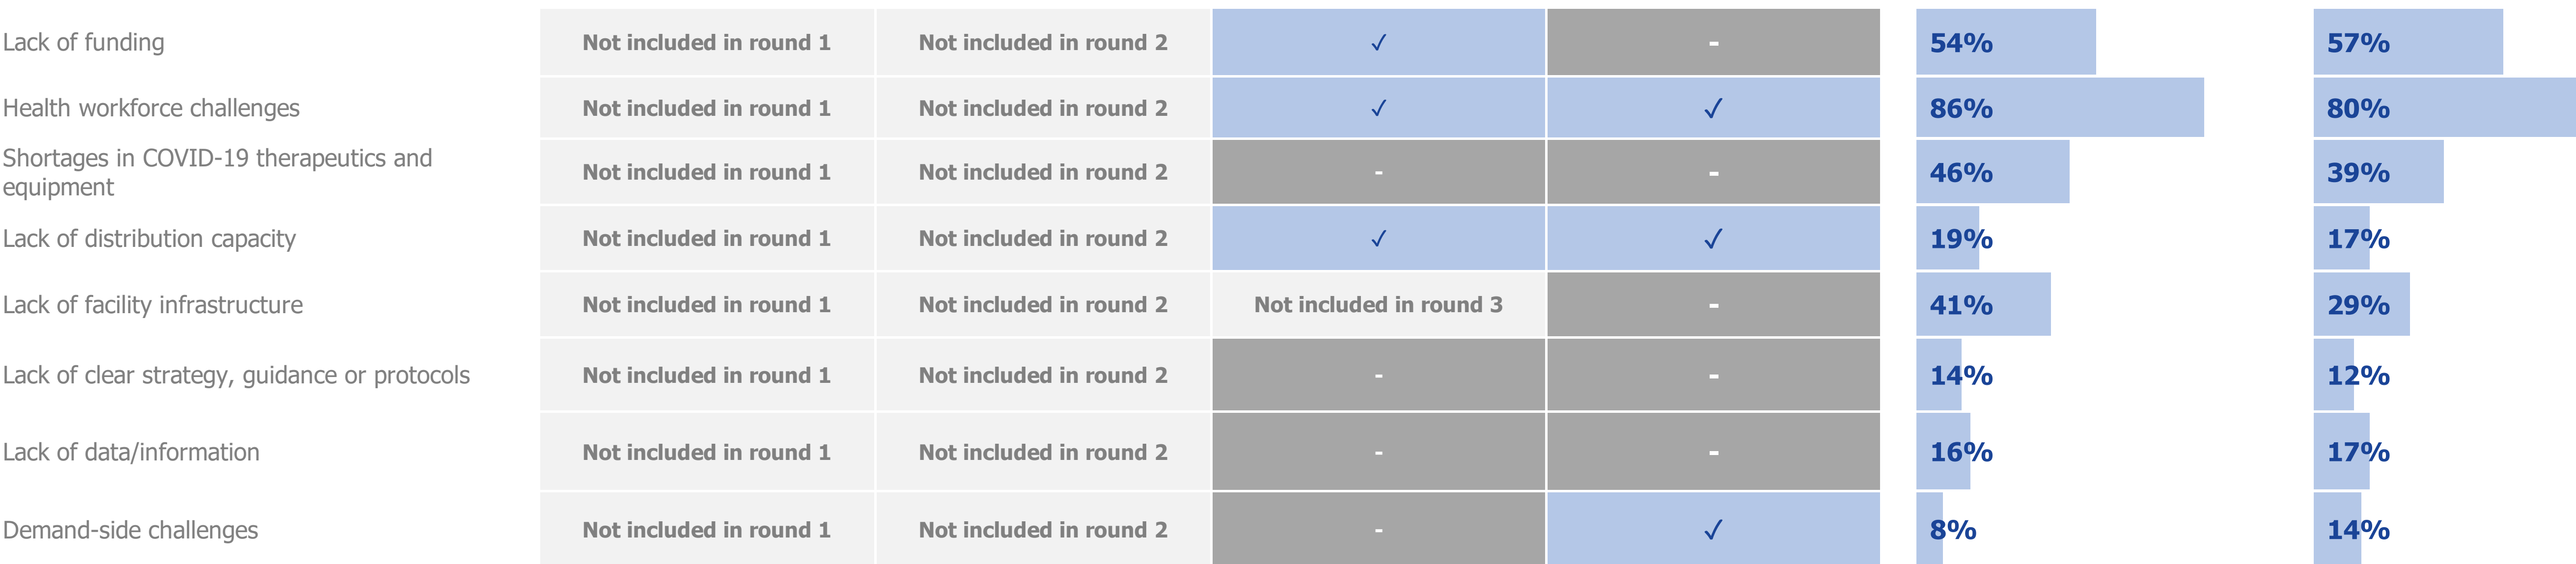 Lack of funding Not included in round 1 Not included in round 2 ✓ - 54% 57%
Health workforce challenges Not included in round 1 Not included in round 2 ✓ ✓ 86% 80%
Shortages in COVID-19 therapeutics and
equipment Not included in round 1 Not included in round 2 - - 46% 39%
Lack of distribution capacity Not included in round 1 Not included in round 2 ✓ ✓ 19% 17%
Lack of facility infrastructure Not included in round 1 Not included in round 2 Not included in round 3 - 41% 29%
Lack of clear strategy, guidance or protocols Not included in round 1 Not included in round 2 - - 14% 12%
Lack of data/information Not included in round 1 Not included in round 2 - - 16% 17%
Demand-side challenges Not included in round 1 Not included in round 2 - ✓ 8% 14%